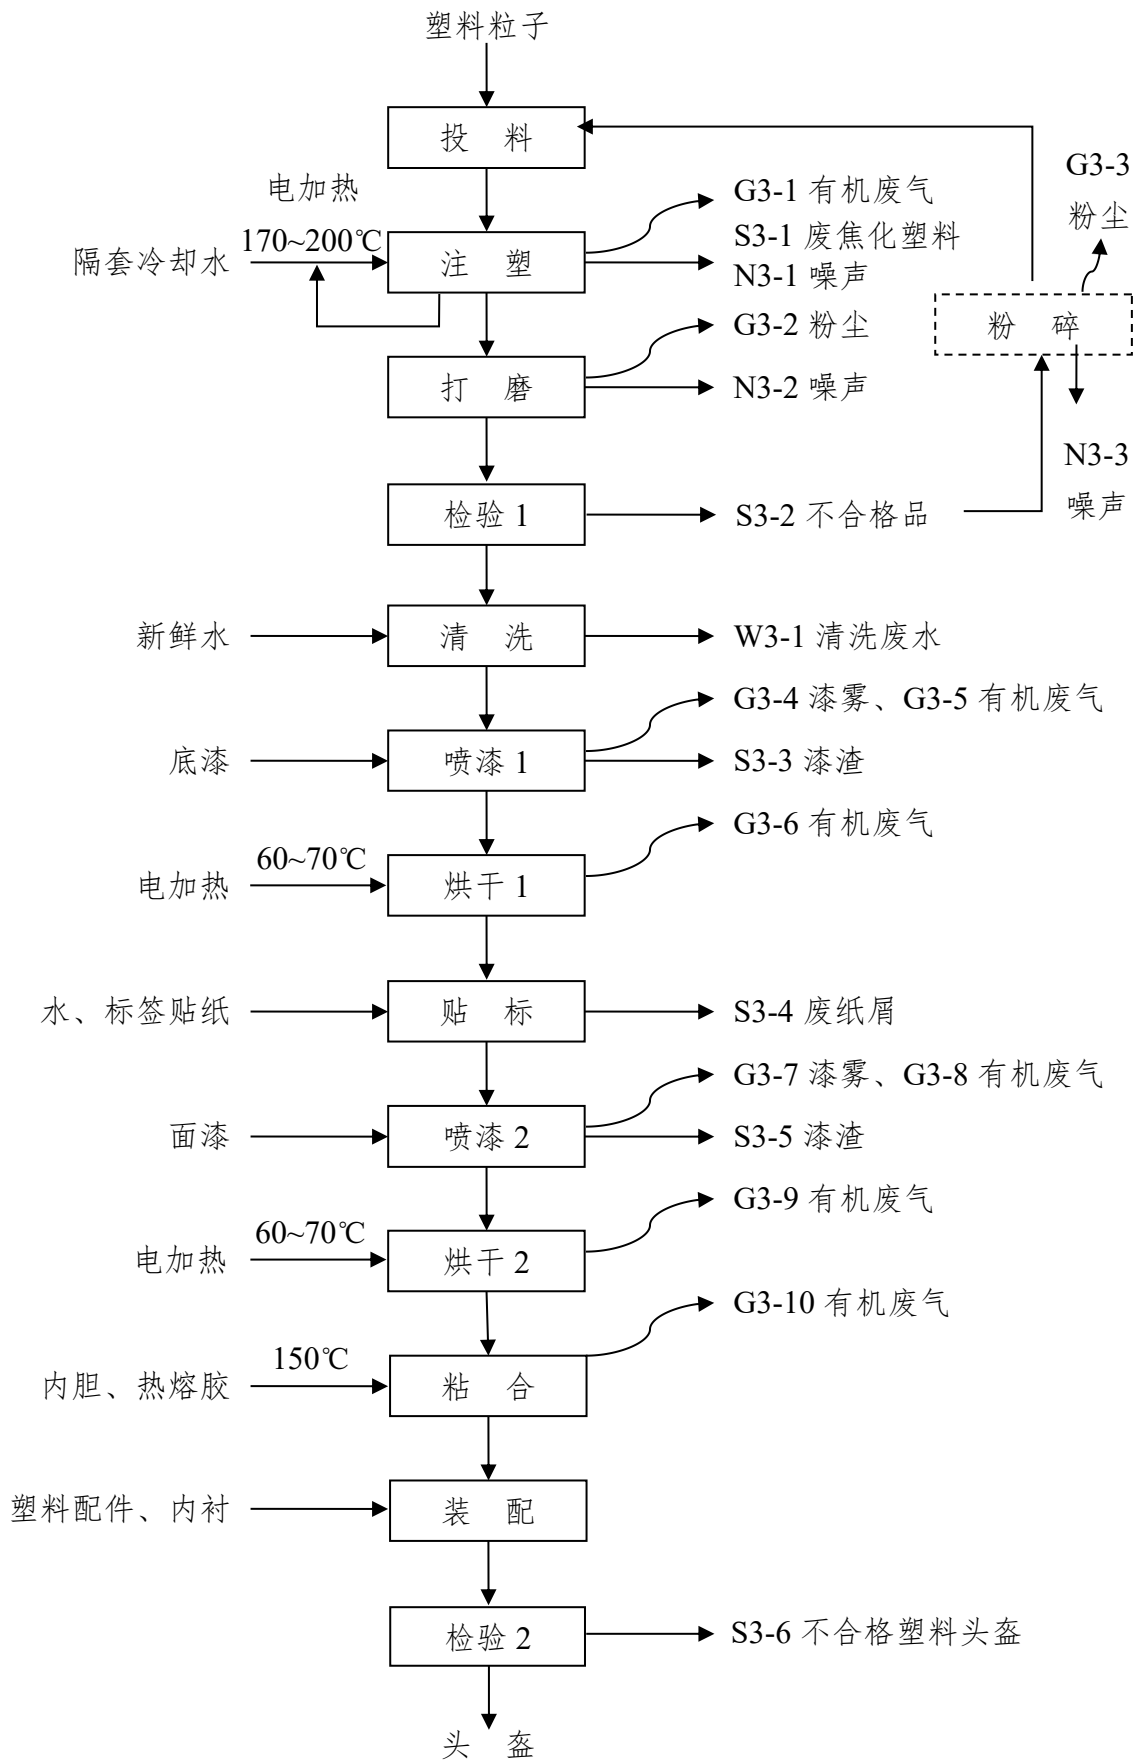 塑料粒子
投 料
电加热
170~200℃
隔套冷却水
注 塑
G3-1 有机废气
S3-1 废焦化塑料
N3-1 噪声
G3-3
粉尘
粉 碎
N3-3
噪声
打 磨
G3-2 粉尘
N3-2 噪声
检验 1
S3-2 不合格品
新鲜水
清 洗
W3-1 清洗废水
底漆
喷漆 1
G3-4 漆雾、G3-5 有机废气
S3-3 漆渣
60~70℃
电加热
烘干 1
G3-6 有机废气
水、标签贴纸
贴 标
S3-4 废纸屑
面漆
喷漆 2
G3-7 漆雾、G3-8 有机废气
S3-5 漆渣
60~70℃
电加热
烘干 2
G3-9 有机废气
150℃
内胆、热熔胶
粘 合
G3-10 有机废气
塑料配件、内衬
装 配
检验 2
S3-6 不合格塑料头盔
头 盔